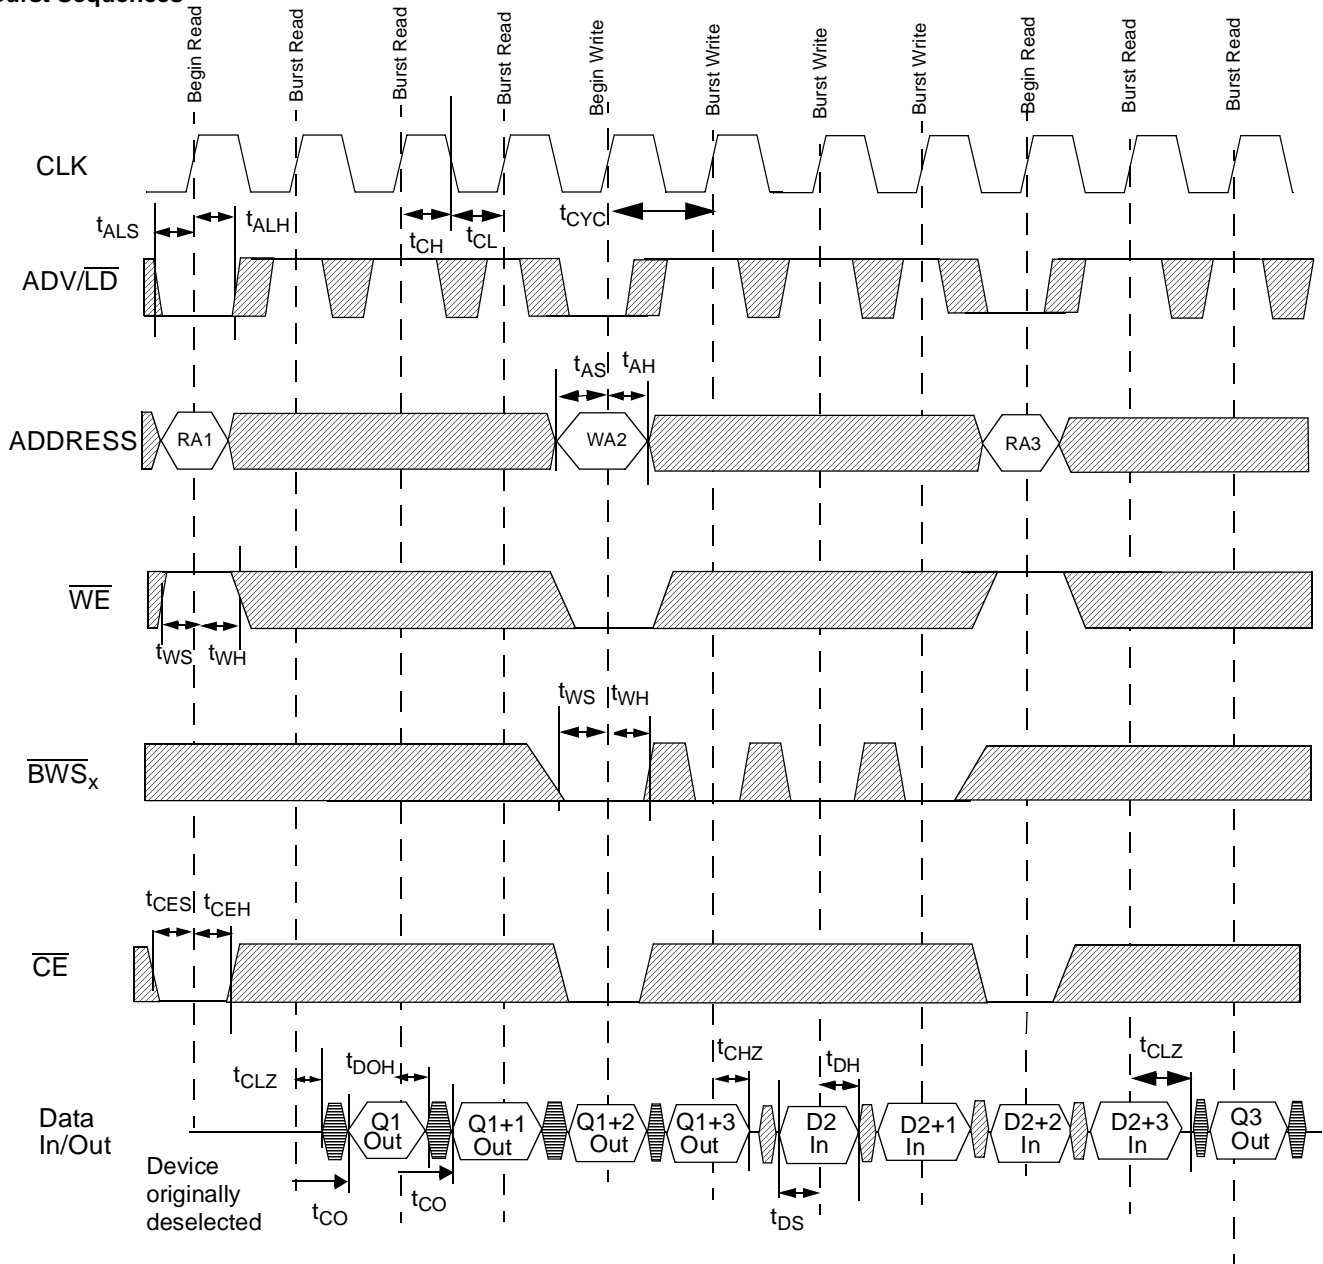 Burst Sequences
Begin Read
Burst Read
Burst Read
Burst Read
Begin Write
Burst Write
Burst Write
Burst Write
Begin Read
Burst Read
Burst Read
CLK
tALS
tALH
tCH
tCL
tCYC
ADV/LD
tAS
tAH
ADDRESS
RA1
WA2
RA3
WE
tWS
tWH
tWS
tWH
BWSx
tCES
tCEH
CE
tCLZ
tDOH
tCHZ
tDH
tCLZ
Data
In/Out
Q1
Out
Q1+1
Out
Q1+2
Out
Q1+3
Out
D2
In
D2+1
In
D2+2
In
D2+3
In
Q3
Out
Device
originally
deselected
tCO
tCO
tDS